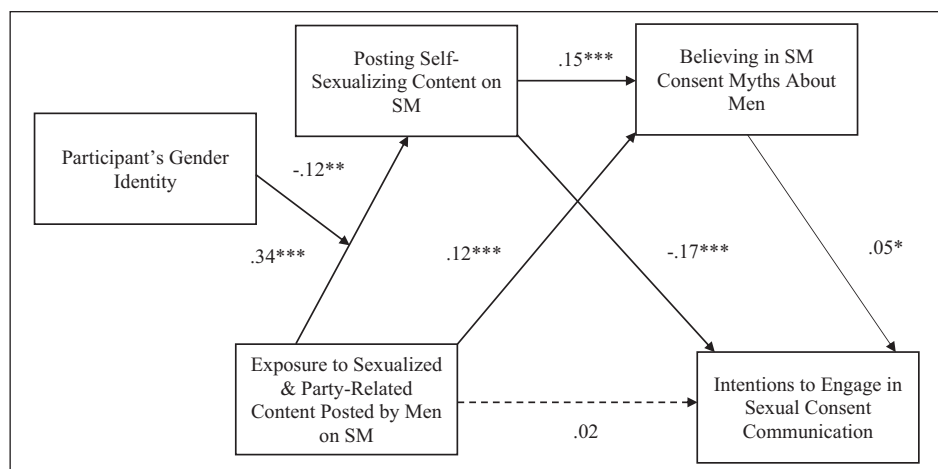 Posting Self-
Sexualizing Content on
SM
.15***
Believing in SM
Consent Myths About
Men
Participant's Gender
Identity
-.12**
.34***
.12***
-.17***
.05*
Exposure to Sexualized
& Party-Related
Content Posted by Men
on SM
.02
Intentions to Engage in
Sexual Consent
Communication